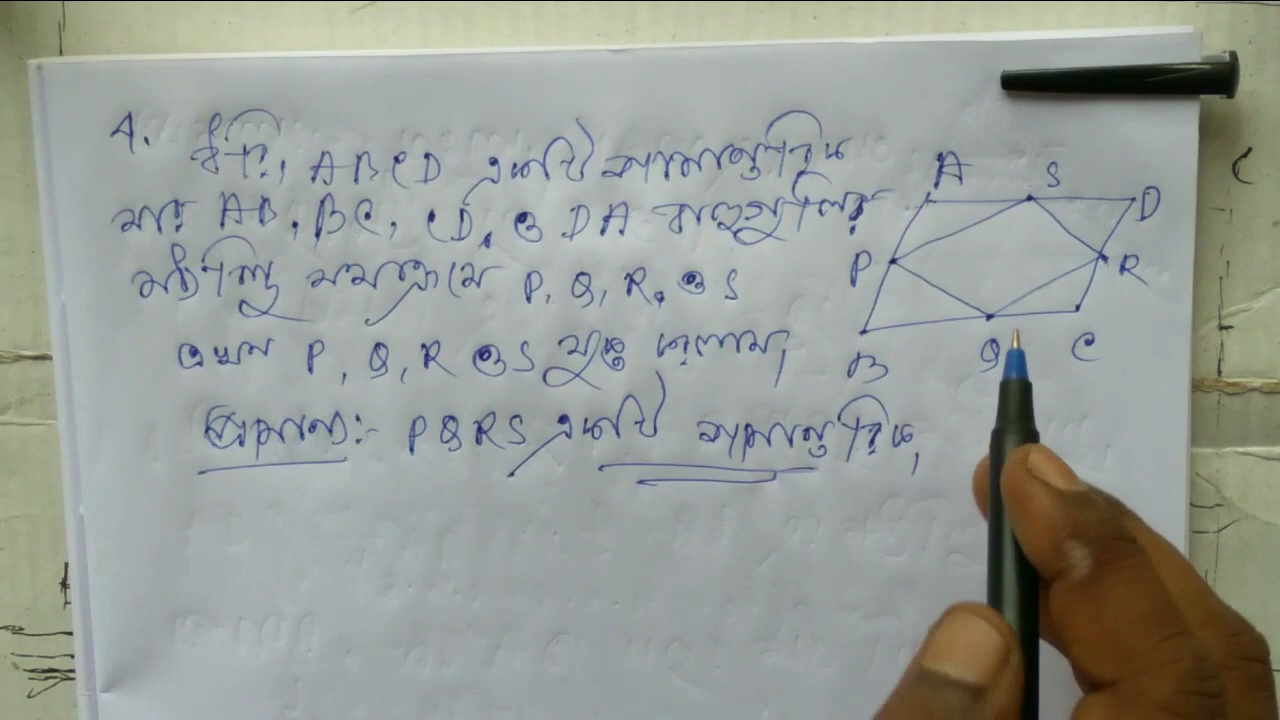 4.
ধরি, ABCD একটি সামান্তরিক
যার AB, BC, CD, ও DA বাহুগুলির
মধ্যবিন্দু যথাক্রমে P, Q, R, ও S
এখন P, Q, R ও S যুক্ত করলাম,
প্রমাণ্য:- PQRS একটি সামান্তরিক,
A S D
P R
B Q C